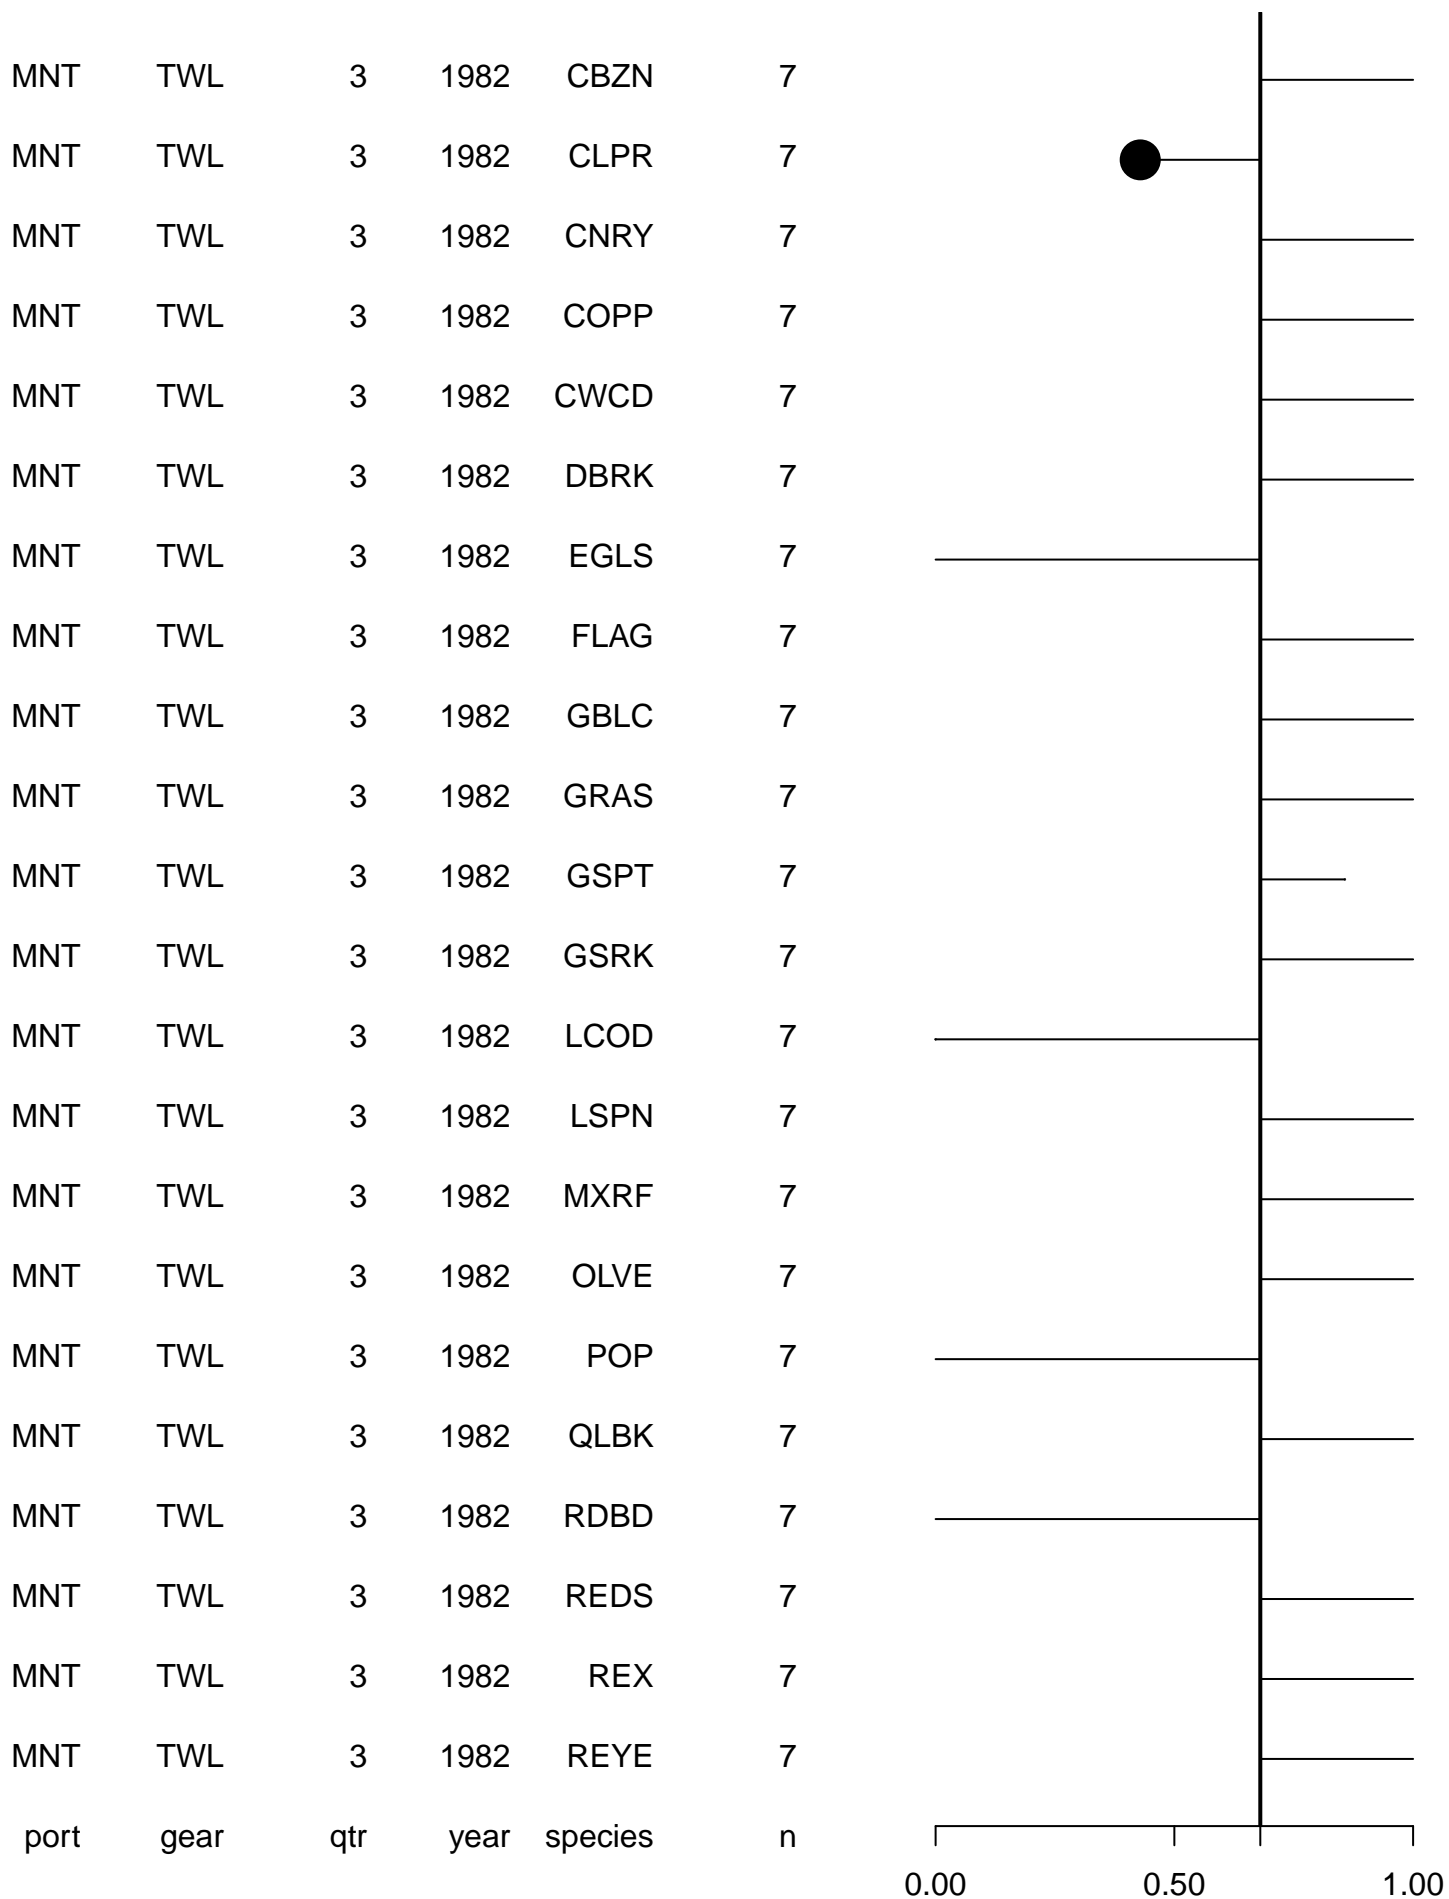 MNT TWL 3 1982 CBZN 7
MNT TWL 3 1982 CLPR 7
MNT TWL 3 1982 CNRY 7
MNT TWL 3 1982 COPP 7
MNT TWL 3 1982 CWCD 7
MNT TWL 3 1982 DBRK 7
MNT TWL 3 1982 EGLS 7
MNT TWL 3 1982 FLAG 7
MNT TWL 3 1982 GBLC 7
MNT TWL 3 1982 GRAS 7
MNT TWL 3 1982 GSPT 7
MNT TWL 3 1982 GSRK 7
MNT TWL 3 1982 LCOD 7
MNT TWL 3 1982 LSPN 7
MNT TWL 3 1982 MXRF 7
MNT TWL 3 1982 OLVE 7
MNT TWL 3 1982 POP 7
MNT TWL 3 1982 QLBK 7
MNT TWL 3 1982 RDBD 7
MNT TWL 3 1982 REDS 7
MNT TWL 3 1982 REX 7
MNT TWL 3 1982 REYE 7
port gear qtr year species n
0.00 0.50 1.00